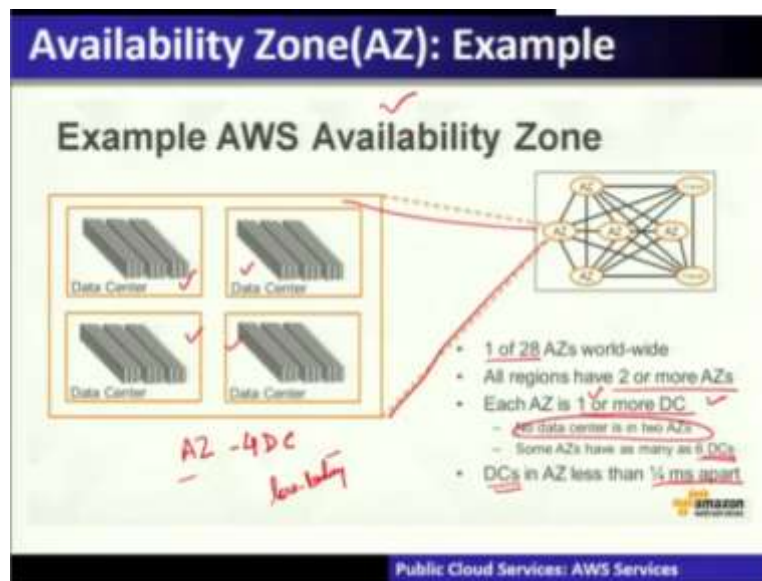 Availability Zone(AZ): Example
Example AWS Availability Zone
Data Center
Data Center
Data Center
Data Center
AZ
AZ
AZ
AZ
AZ
1 of 28 AZs world-wide
All regions have 2 or more AZs
Each AZ is 1 or more DC
– No data center is in two AZs
– Some AZs have as many as 6 DCs
DCs in AZ less than ¼ ms apart
AZ - 4DC
amazon
Public Cloud Services: AWS Services